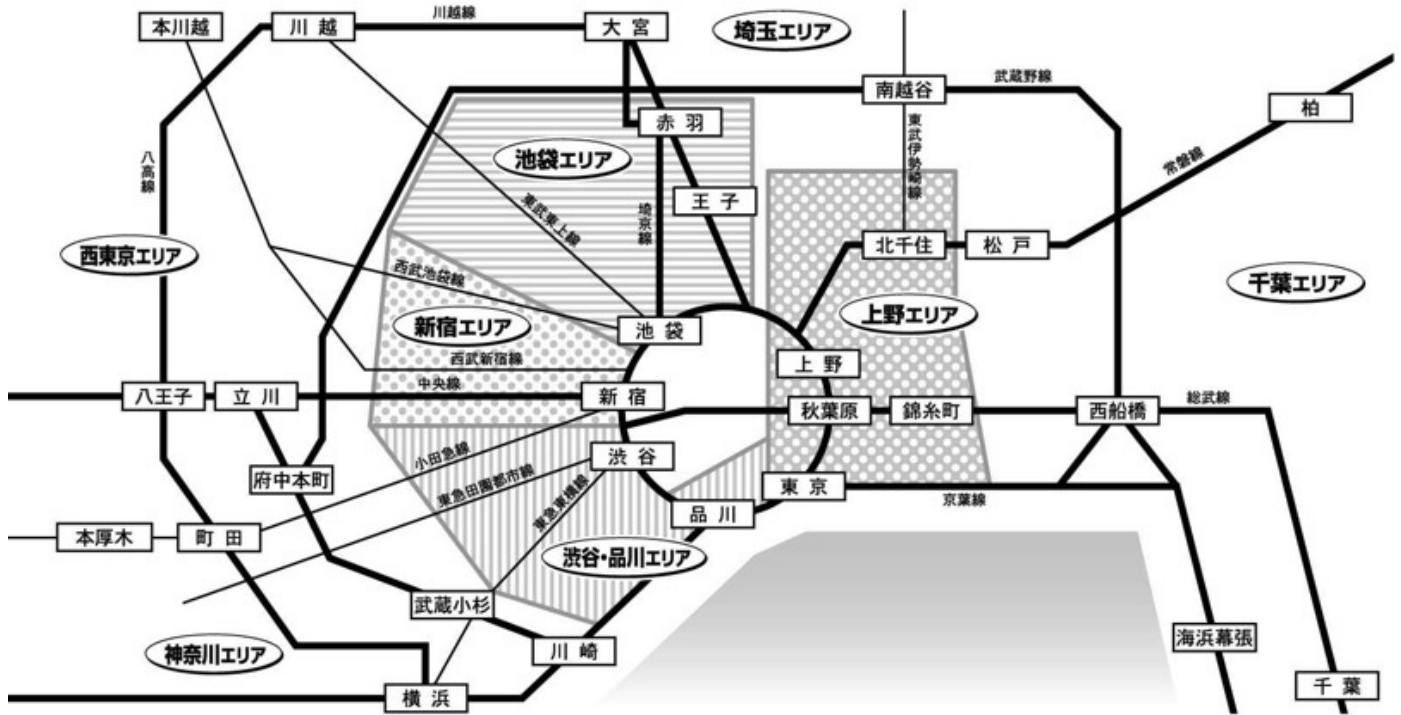 本川越
川越
川越線
大宮
埼玉エリア
南越谷
武蔵野線
柏
赤羽
八高線
池袋エリア
東武伊勢崎線
常磐線
王子
東武東上線
埼京線
西東京エリア
北千住
松戸
千葉エリア
西武池袋線
新宿エリア
池袋
上野エリア
西武新宿線
上野
中央線
八王子
立川
新宿
秋葉原
錦糸町
西船橋
総武線
小田急線
渋谷
府中本町
東急田園都市線
東急東横線
東京
京葉線
品川
本厚木
町田
渋谷・品川エリア
武蔵小杉
海浜幕張
神奈川エリア
川崎
千葉
横浜